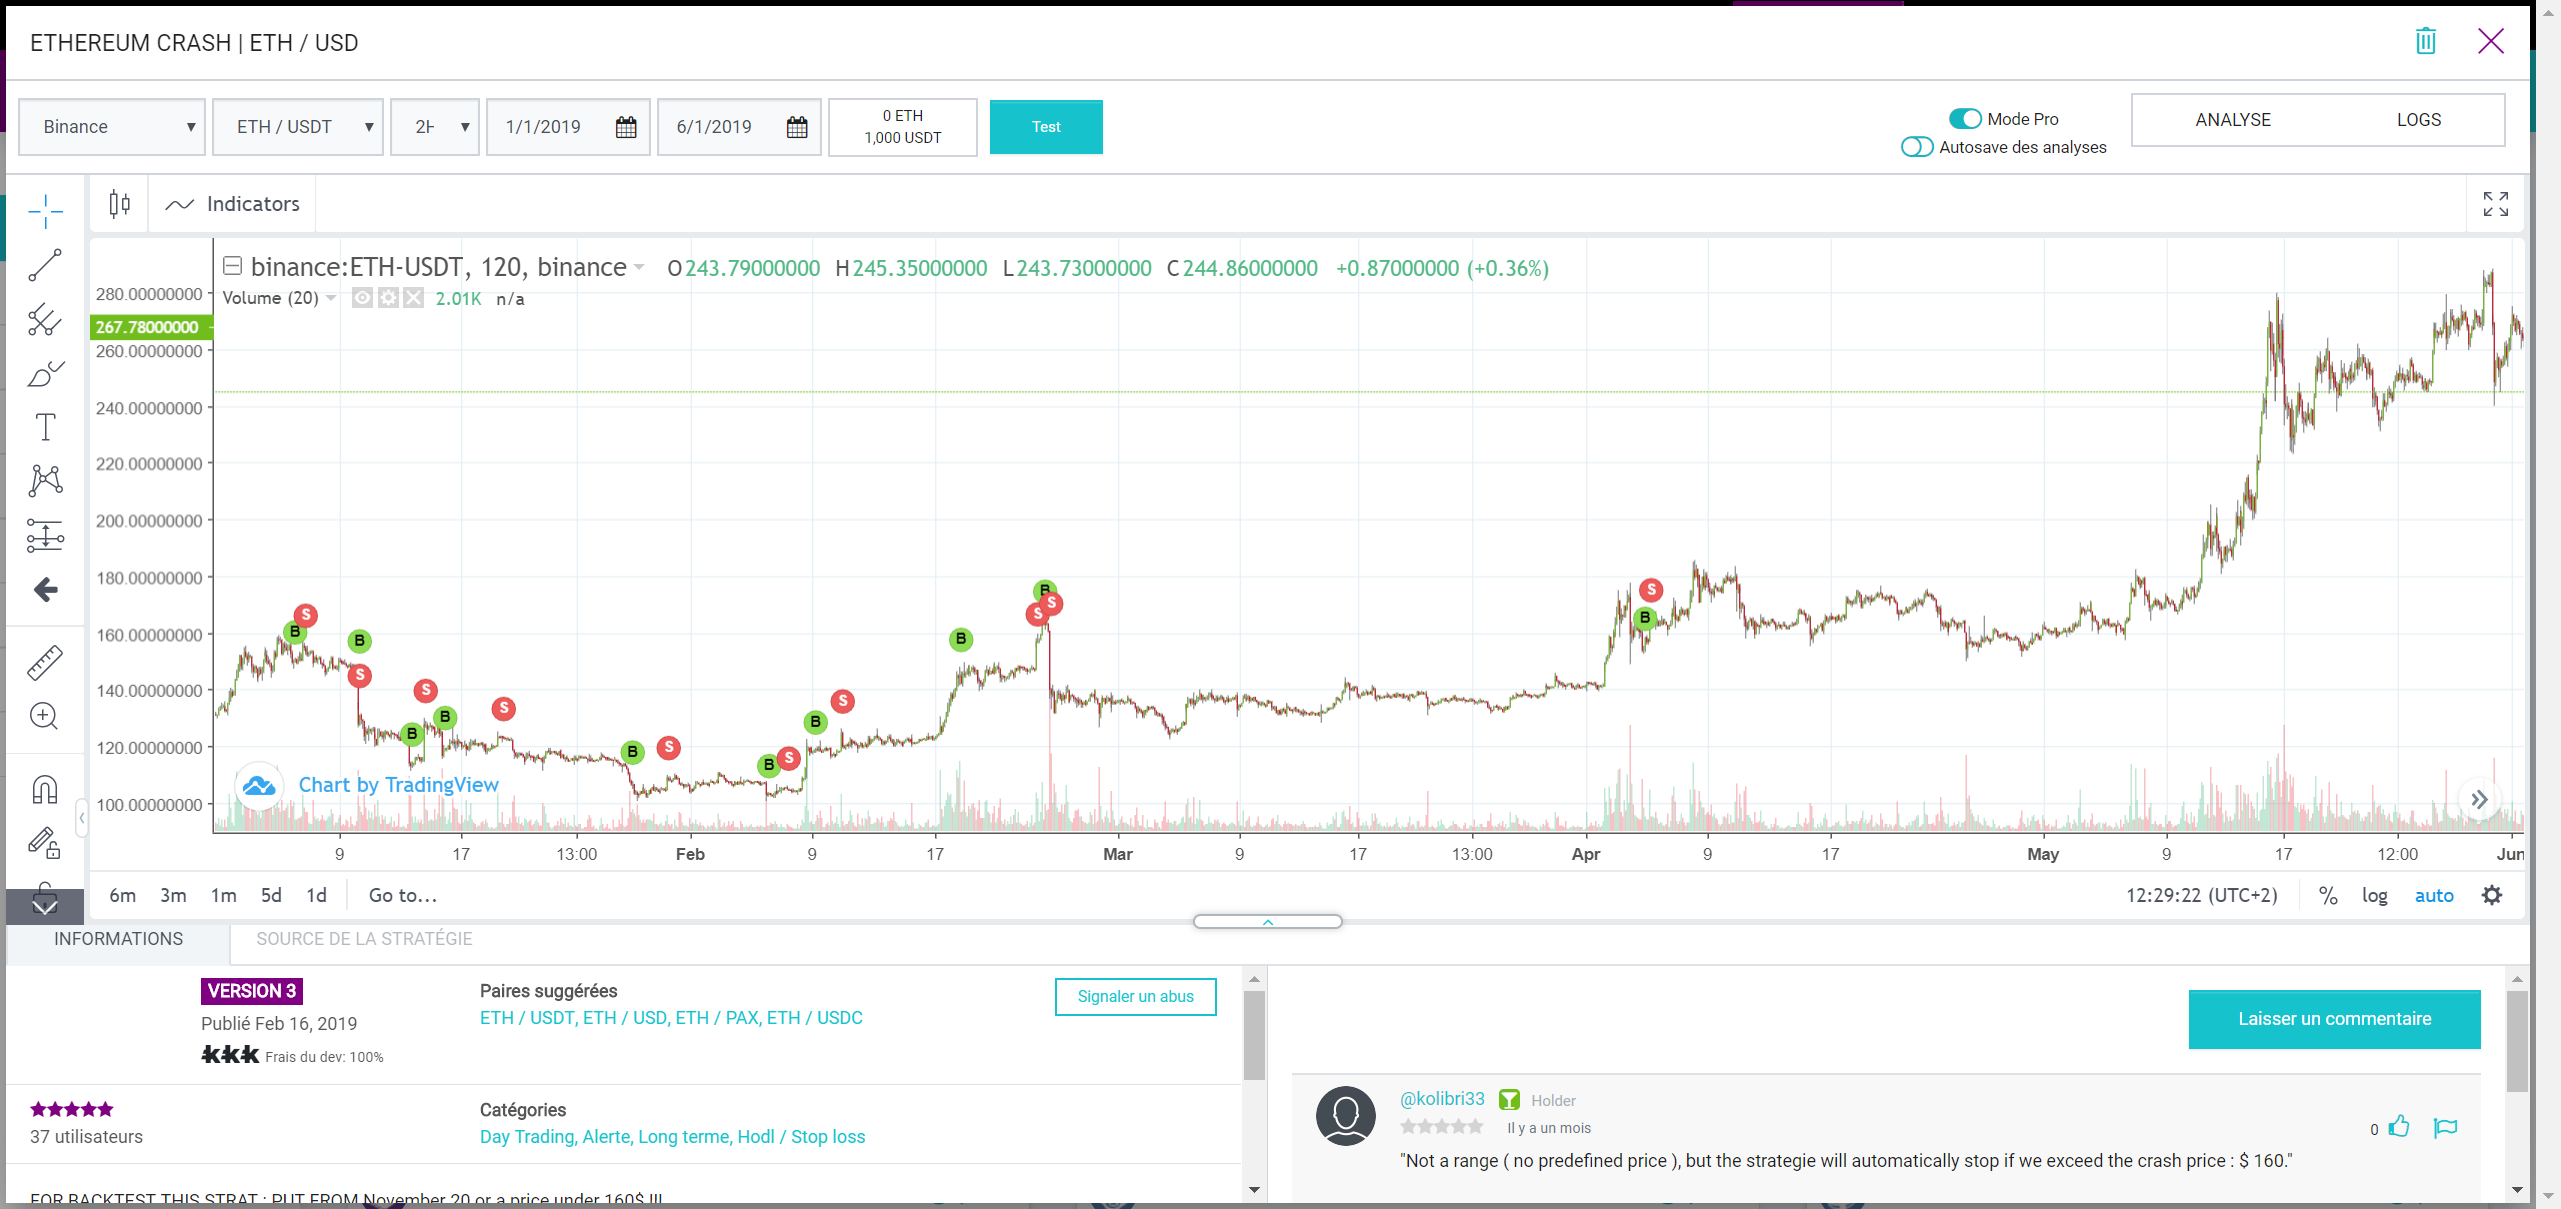 ETHEREUM CRASH | ETH / USD
Binance
ETH / USDT
2H
1/1/2019
6/1/2019
0 ETH
1,000 USDT
Test
Mode Pro
Autosave des analyses
ANALYSE
LOGS
Indicators
binance:ETH-USDT, 120, binance
O243.79000000 H245.35000000 L243.73000000 C244.86000000 +0.87000000 (+0.36%)
Volume (20)
2.01K n/a
280.00000000
267.78000000
260.00000000
240.00000000
220.00000000
200.00000000
180.00000000
160.00000000
140.00000000
120.00000000
100.00000000
B
S
B
S
B
S
B
S
B
S
B
S
B
S
B
S
B
S
B
S
Chart by TradingView
9 17 13:00 Feb 9 17 Mar 9 17 13:00 Apr 9 17 May 9 17 12:00 Jun
6m 3m 1m 5d 1d Go to...
12:29:22 (UTC+2) % log auto
INFORMATIONS
SOURCE DE LA STRATÉGIE
VERSION 3
Publié Feb 16, 2019
Frais du dev: 100%
Paires suggérées
ETH / USDT, ETH / USD, ETH / PAX, ETH / USDC
Signaler un abus
37 utilisateurs
Catégories
Day Trading, Alerte, Long terme, Hodl / Stop loss
FOR BACKTEST THIS STRAT : PUT FROM November 20 or a price under 160$ !!!
Laisser un commentaire
@kolibri33 Holder
Il y a un mois
0
"Not a range ( no predefined price ), but the strategie will automatically stop if we exceed the crash price : $ 160."